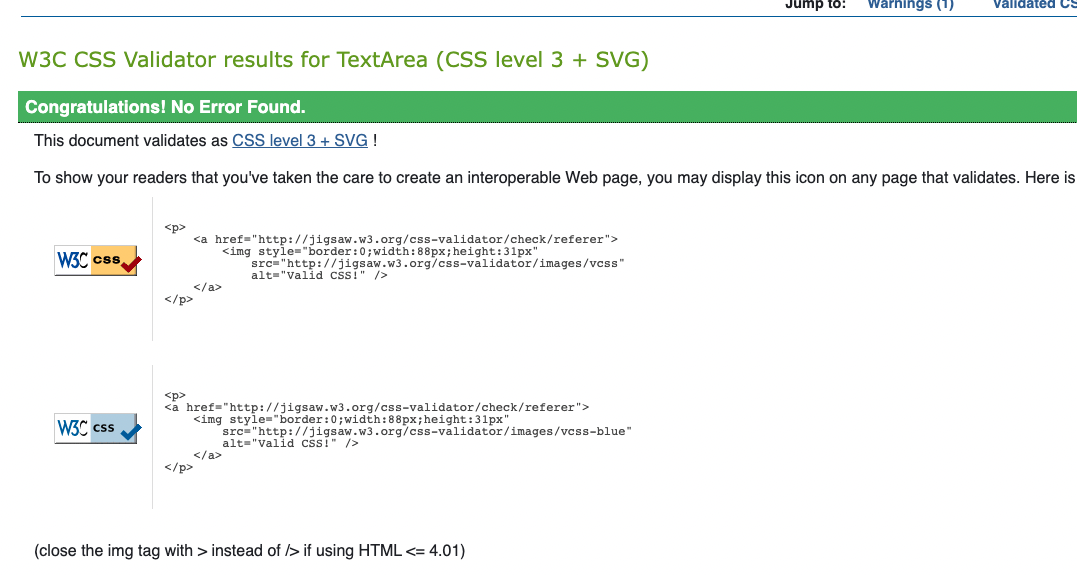 Jump to: Warnings (1) Validated CS
W3C CSS Validator results for TextArea (CSS level 3 + SVG)
Congratulations! No Error Found.
This document validates as CSS level 3 + SVG !
To show your readers that you've taken the care to create an interoperable Web page, you may display this icon on any page that validates. Here is
W3C css
<p>
    <a href="http://jigsaw.w3.org/css-validator/check/referer">
        <img style="border:0;width:88px;height:31px"
            src="http://jigsaw.w3.org/css-validator/images/vcss"
            alt="Valid CSS!" />
    </a>
</p>
W3C css
<p>
<a href="http://jigsaw.w3.org/css-validator/check/referer">
    <img style="border:0;width:88px;height:31px"
        src="http://jigsaw.w3.org/css-validator/images/vcss-blue"
        alt="Valid CSS!" />
    </a>
</p>
(close the img tag with > instead of /> if using HTML <= 4.01)